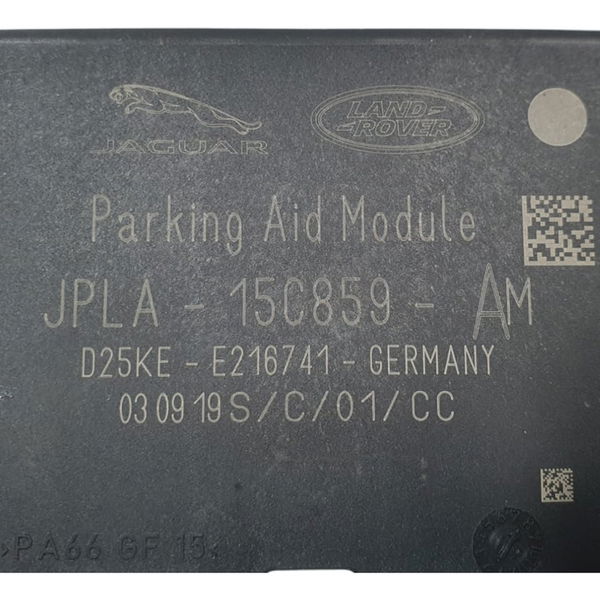 JAGUAR
LAND ROVER
Parking Aid Module
JPLA - 15C859 - AM
D25KE - E216741 - GERMANY
03 09 19 S/C/01/CC
>PA66 GF 15<